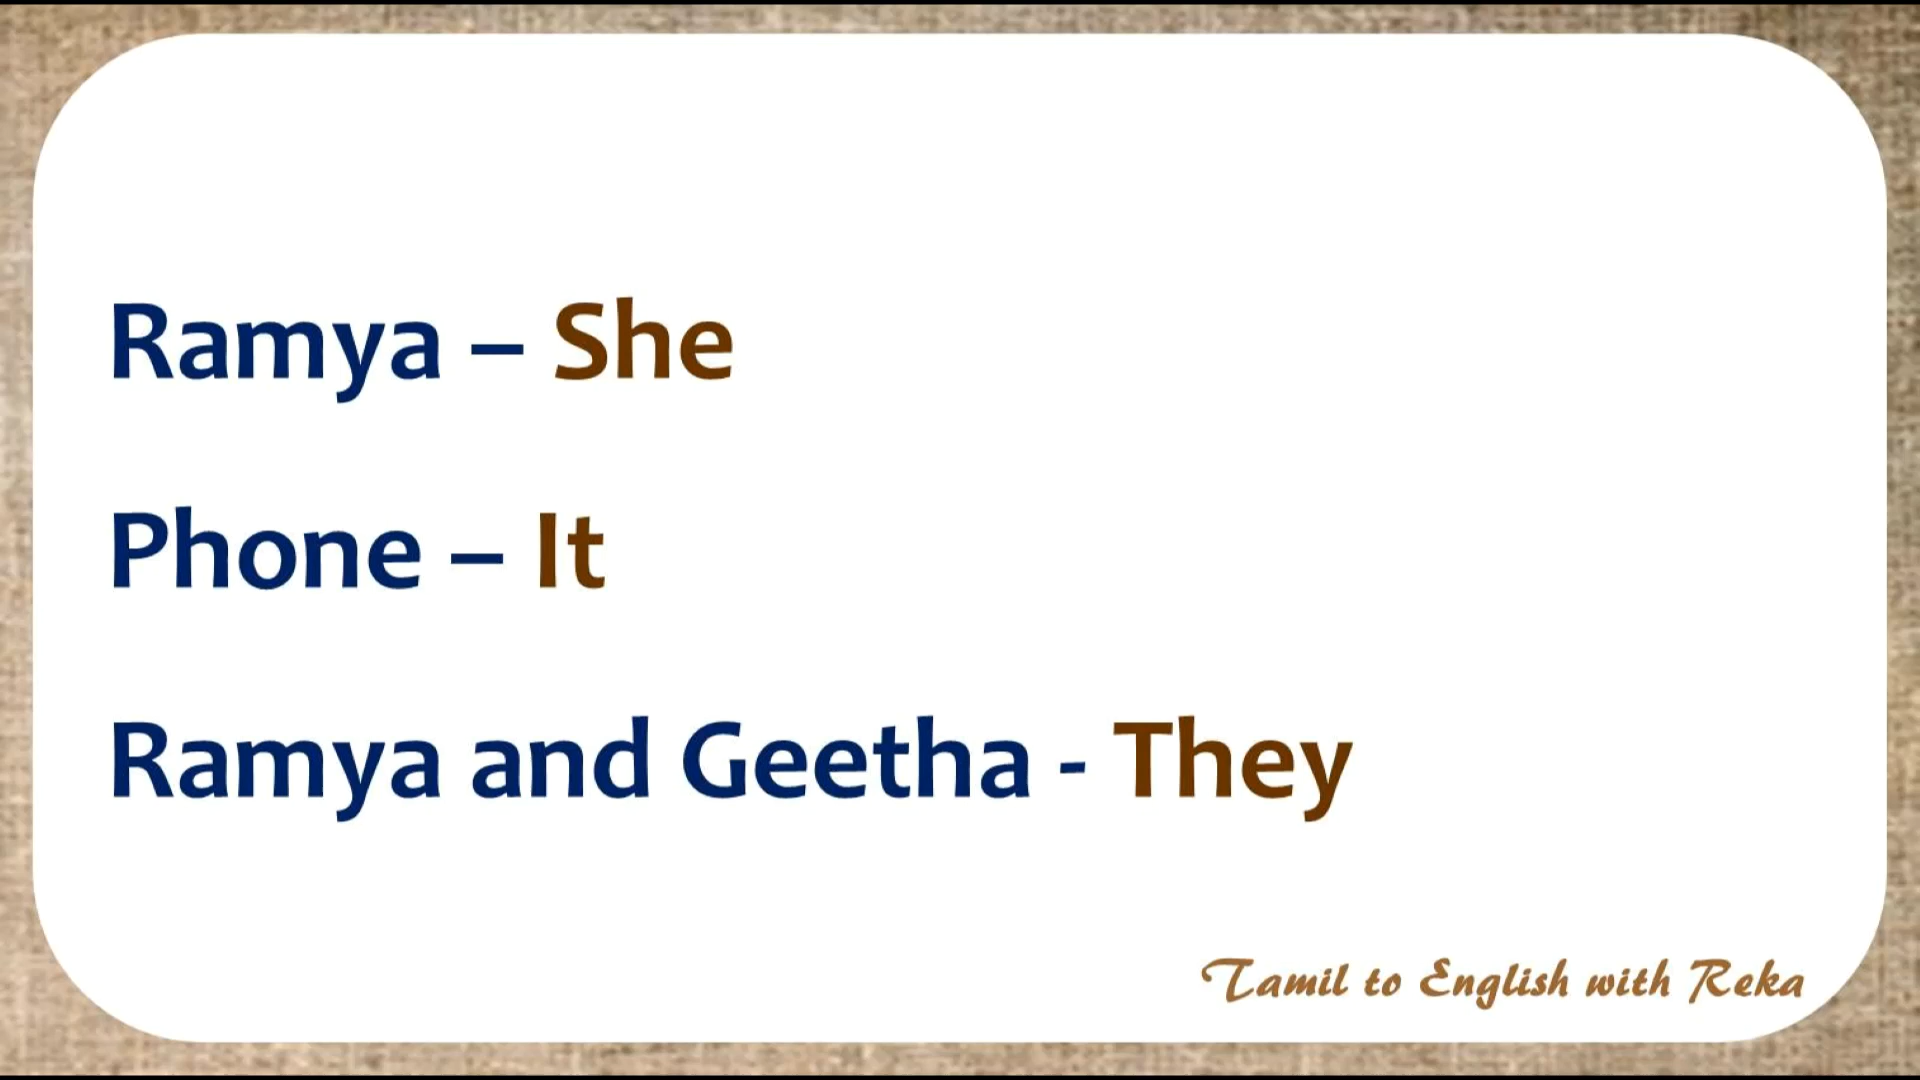 Ramya – She
Phone – It
Ramya and Geetha - They
Tamil to English with Reka